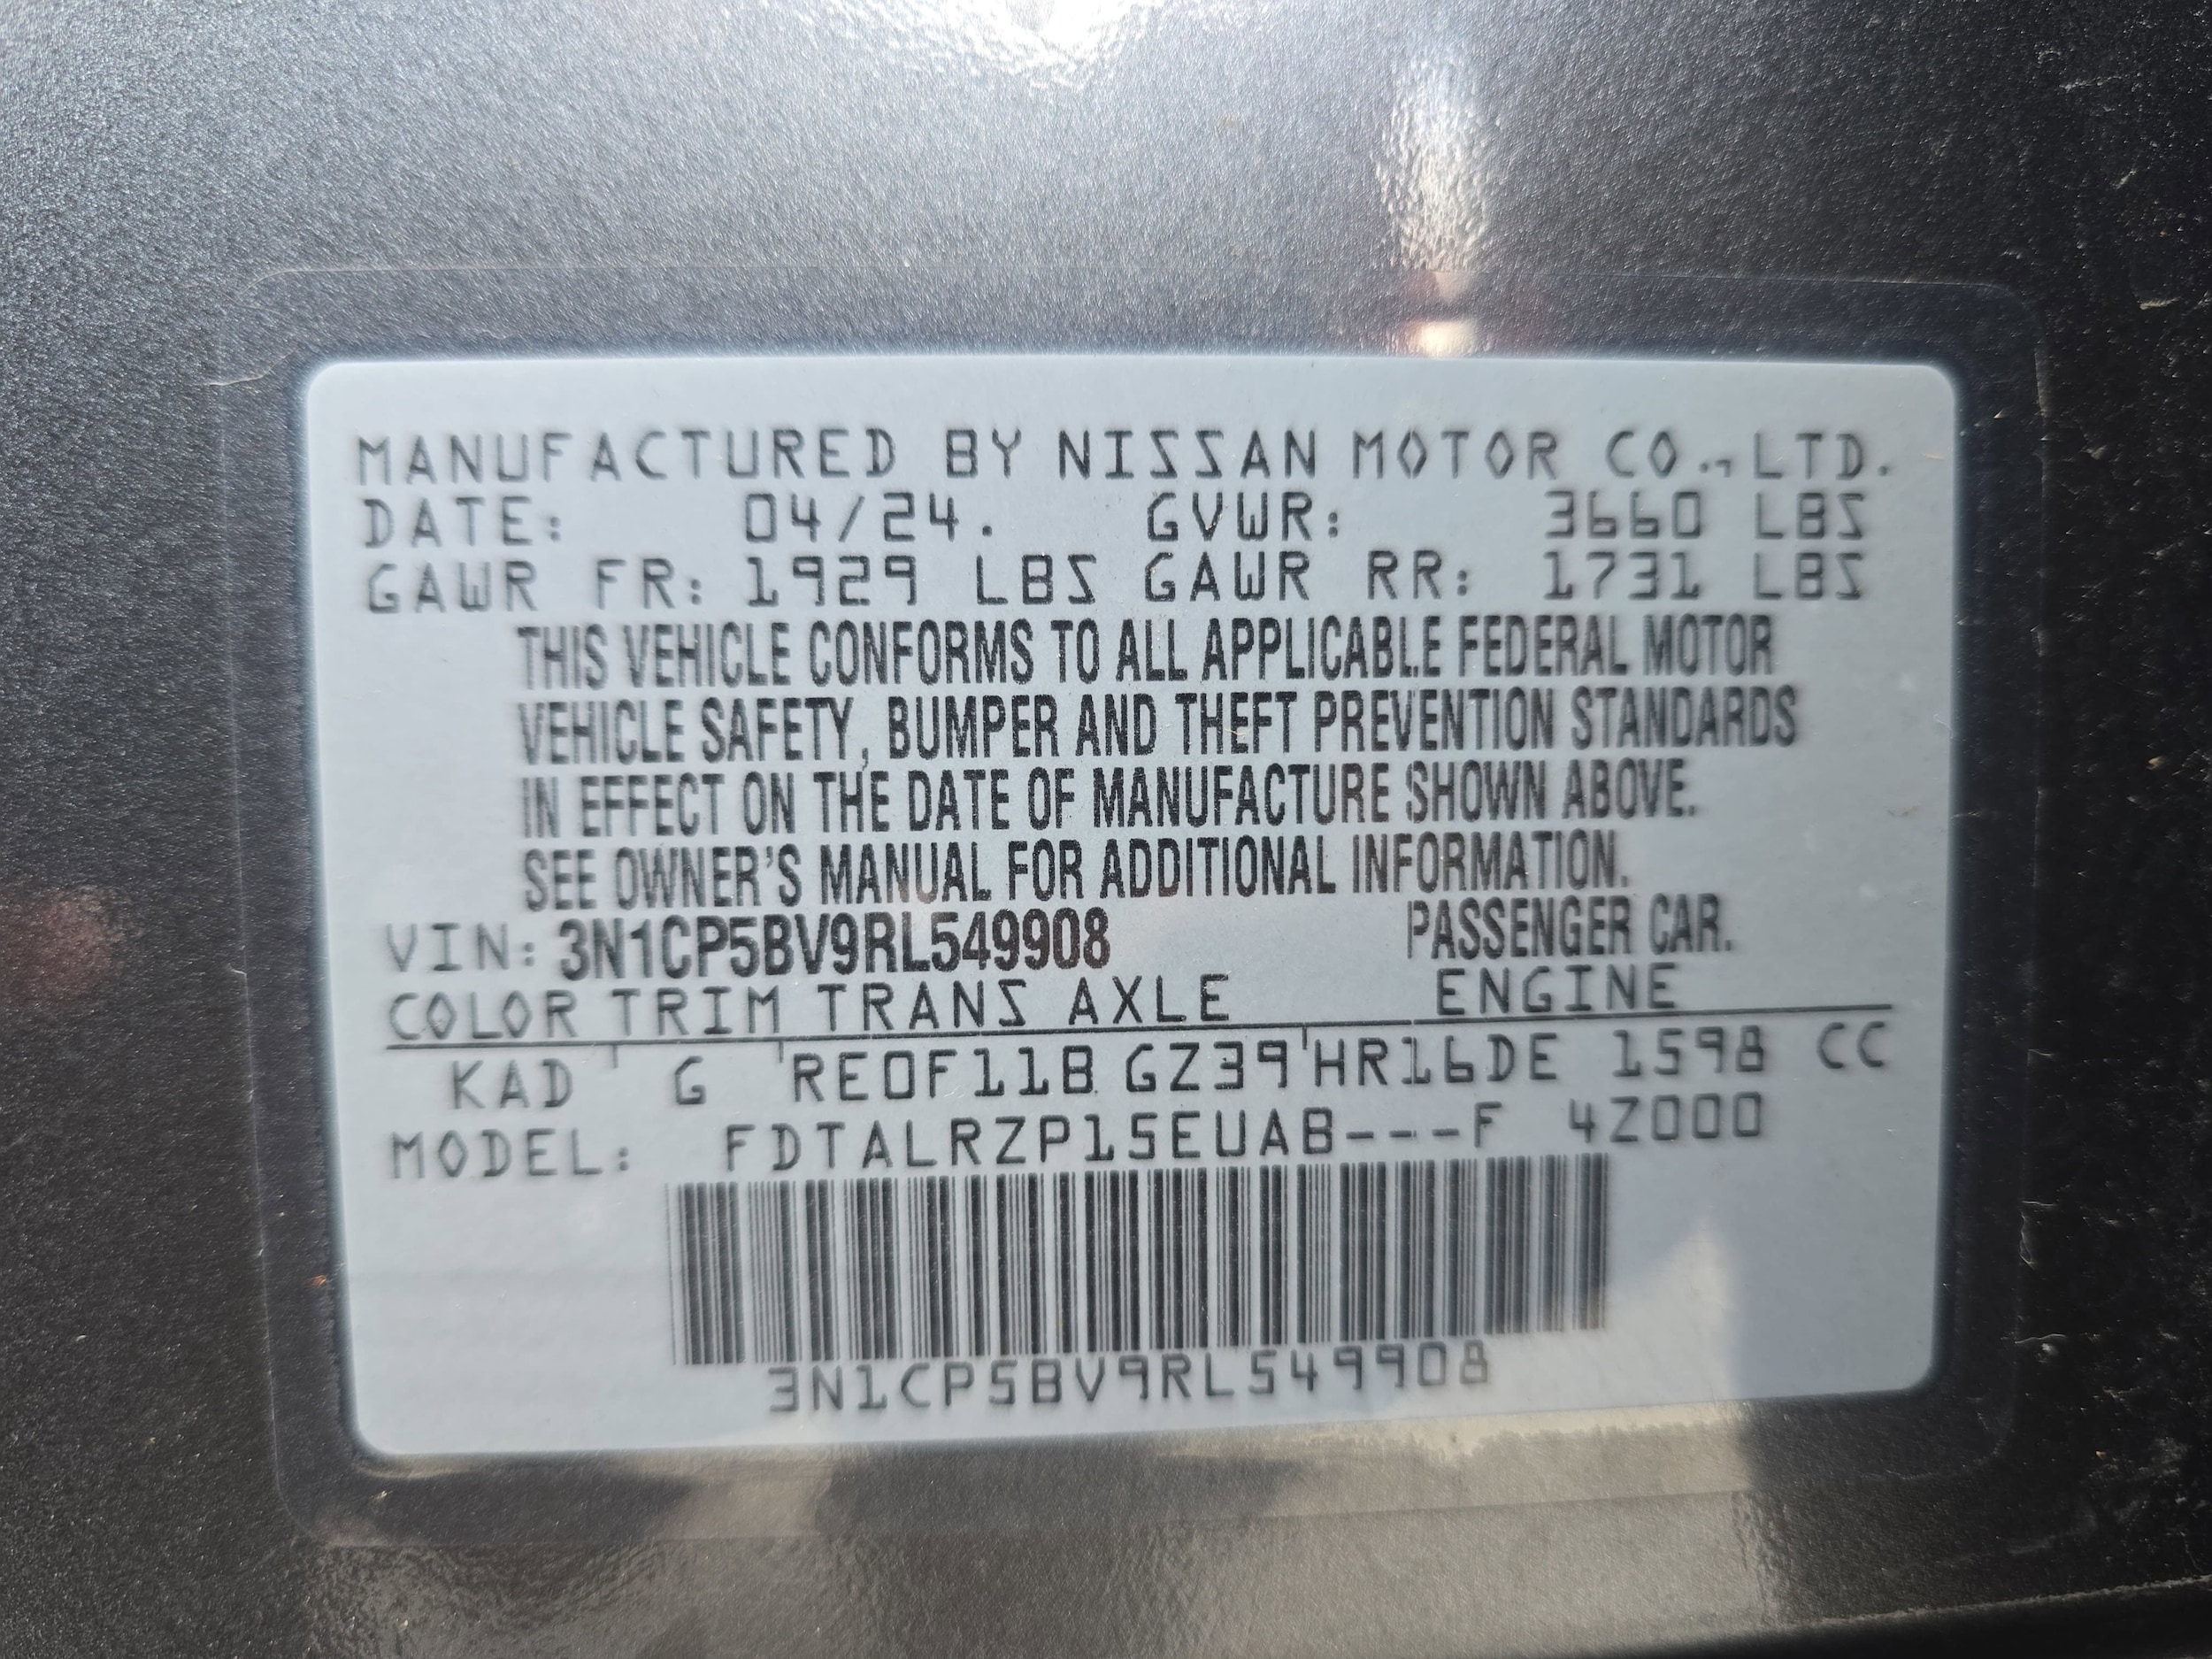 MANUFACTURED BY NISSAN MOTOR CO.,LTD.
DATE: 04/24. GVWR: 3660 LBS
GAWR FR: 1929 LBS GAWR RR: 1731 LBS
THIS VEHICLE CONFORMS TO ALL APPLICABLE FEDERAL MOTOR
VEHICLE SAFETY, BUMPER AND THEFT PREVENTION STANDARDS
IN EFFECT ON THE DATE OF MANUFACTURE SHOWN ABOVE.
SEE OWNER'S MANUAL FOR ADDITIONAL INFORMATION.
VIN: 3N1CP5BV9RL549908 PASSENGER CAR.
COLOR TRIM TRANS AXLE ENGINE
KAD G RE0F11B GZ39 HR16DE 1598 CC
MODEL: FDTALRZP15EUAB---F 4Z000
3N1CP5BV9RL549908